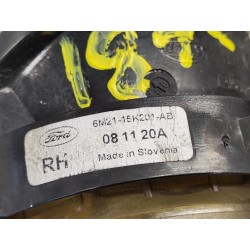 Ford
6M21-15K201-AB
08 11 20A
RH
Made in Slovenia